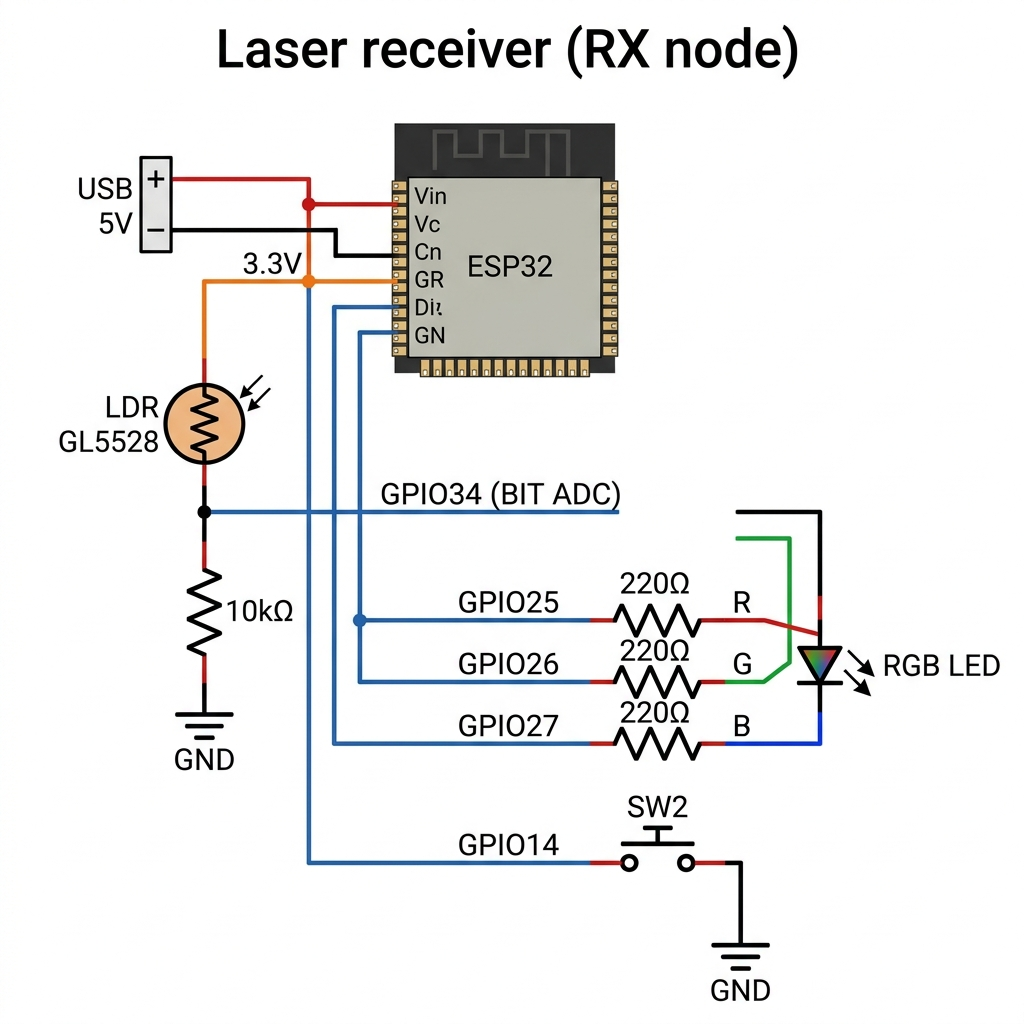 Laser receiver (RX node)
USB
5V
+
−
Vin
Vc
Cn
GR
GN
ESP32
3.3V
LDR
GL5528
GPIO34 (BIT ADC)
10kΩ
GND
GPIO25
220Ω
R
GPIO26
220Ω
G
GPIO27
220Ω
B
RGB LED
SW2
GPIO14
GND